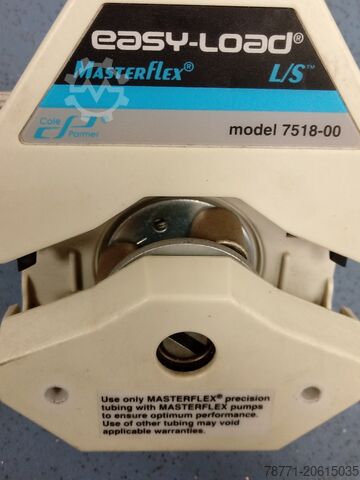 easy-load®
MASTERflex® L/S™
Cole Parmer
model 7518-00
Use only MASTERFLEX® precision
tubing with MASTERFLEX pumps
to ensure optimum performance.
Use of other tubing may void
applicable warranties.
78771-20615035